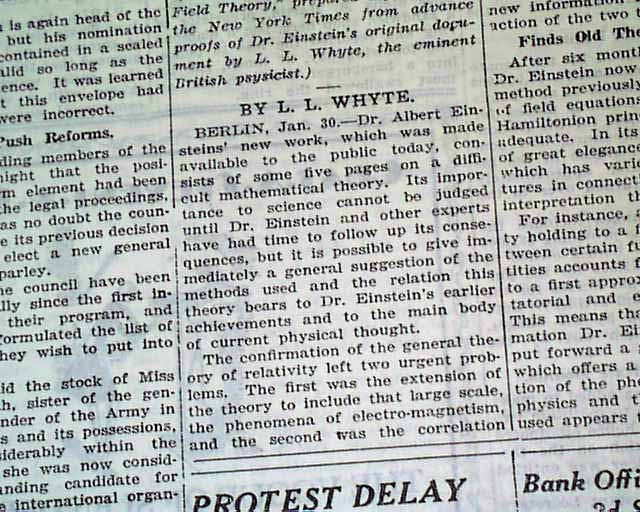 is again head of the
but his nomination
contained in a sealed
alid so long as the
ence. It was learned
t this envelope had
were incorrect.
Push Reforms.
ding members of the
night that the posi-
m element had been
he legal proceedings,
as no doubt the coun-
e its previous decision
elect a new general
parley.
he council have been
lly since the first in-
their program, and
formulated the list of
hey wish to put into
id the stock of Miss
h, sister of the gen-
nder of the Army in
s and its possessions,
siderably within the
she was now consid-
anding candidate for
e international organ-
Field Theory," prepared
the New York Times from advance
proofs of Dr. Einstein's original docu-
ment by L. L. Whyte, the eminent
British psysicist.)
BY L. L. WHYTE.
BERLIN, Jan. 30.—Dr. Albert Ein-
steins' new work, which was made
available to the public today, con-
sists of some five pages on a diffi-
cult mathematical theory. Its impor-
tance to science cannot be judged
until Dr. Einstein and other experts
have had time to follow up its conse-
quences, but it is possible to give im-
mediately a general suggestion of the
methods used and the relation this
theory bears to Dr. Einstein's earlier
achievements and to the main body
of current physical thought.
The confirmation of the general the-
ory of relativity left two urgent prob-
lems. The first was the extension of
the theory to include that large scale,
the phenomena of electro-magnetism,
and the second was the correlation
PROTEST DELAY
new information
action of the two
Finds Old The
After six mont
Dr. Einstein now
method previously
of field equation
Hamiltonion prin
adequate. In its
of great elegance
which has vari
tures in connecti
interpretation t
For instance,
ty holding to a f
tween certain fu
tities accounts f
to a first approx
tatorial and
This means tha
mation Dr. Ei
put forward a
which offers a
tion of the ph
physics and t
used appears
Bank Offi
2d S